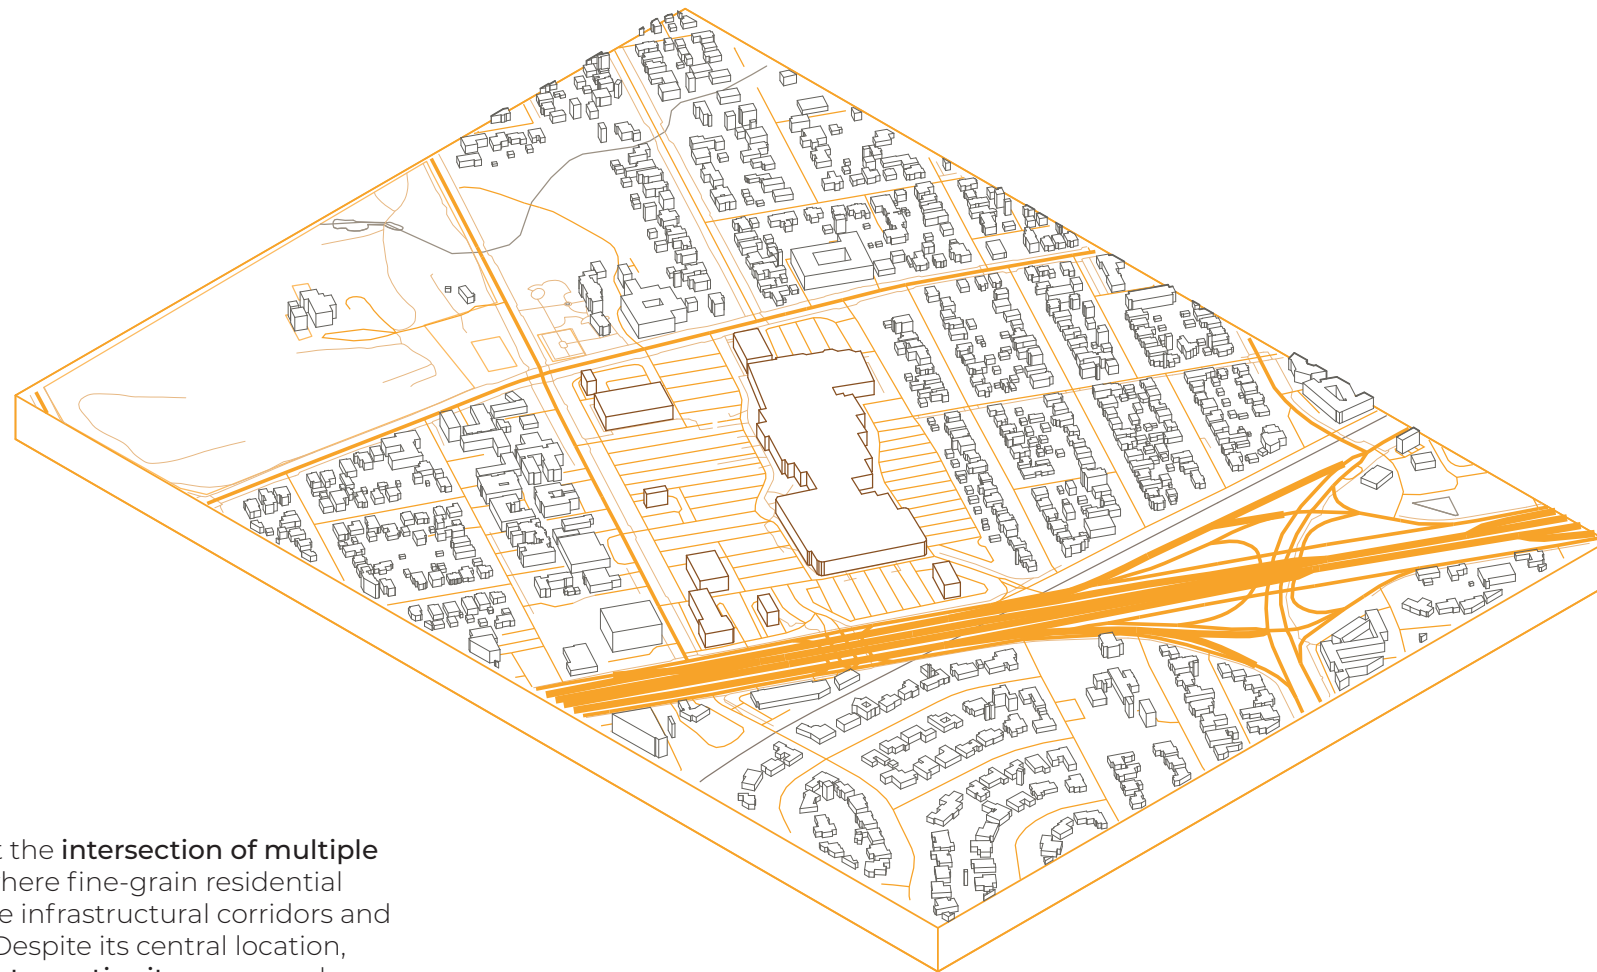 the intersection of multiple
here fine-grain residential
e infrastructural corridors and
Despite its central location,